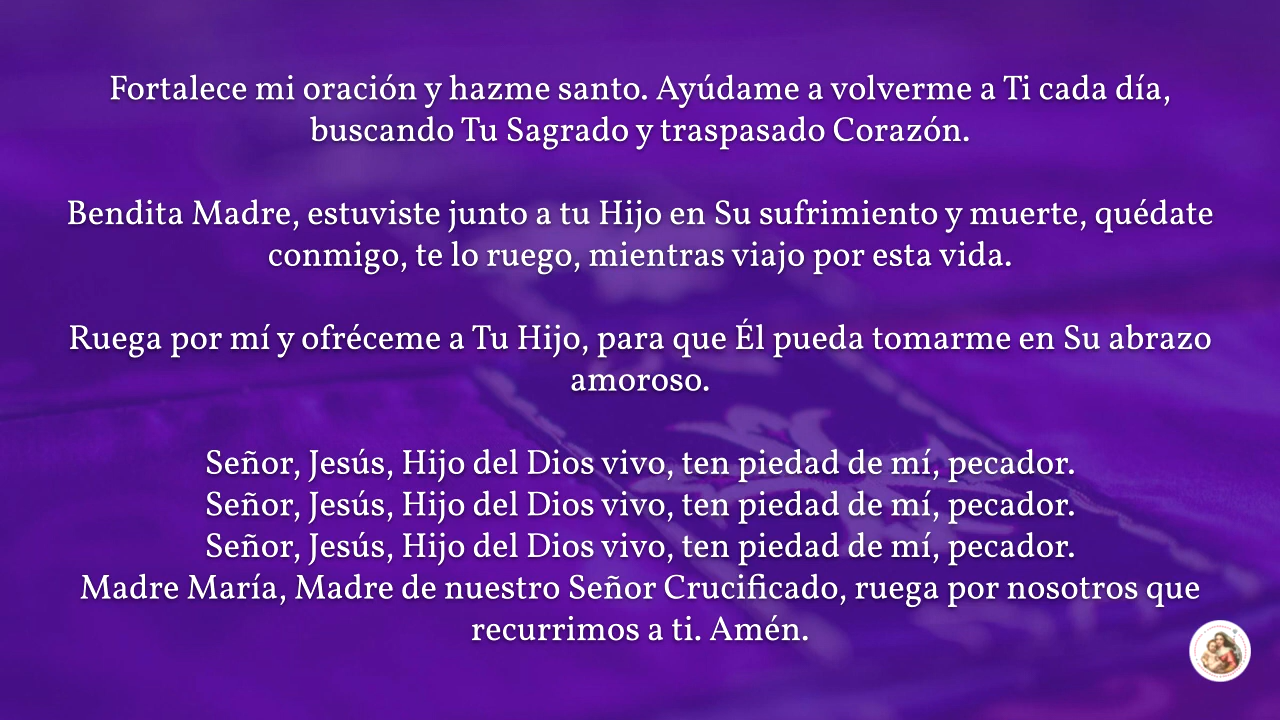 Fortalece mi oración y hazme santo. Ayúdame a volverme a Ti cada día,
buscando Tu Sagrado y traspasado Corazón.
Bendita Madre, estuviste junto a tu Hijo en Su sufrimiento y muerte, quédate
conmigo, te lo ruego, mientras viajo por esta vida.
Ruega por mí y ofréceme a Tu Hijo, para que Él pueda tomarme en Su abrazo
amoroso.
Señor, Jesús, Hijo del Dios vivo, ten piedad de mí, pecador.
Señor, Jesús, Hijo del Dios vivo, ten piedad de mí, pecador.
Señor, Jesús, Hijo del Dios vivo, ten piedad de mí, pecador.
Madre María, Madre de nuestro Señor Crucificado, ruega por nosotros que
recurrimos a ti. Amén.